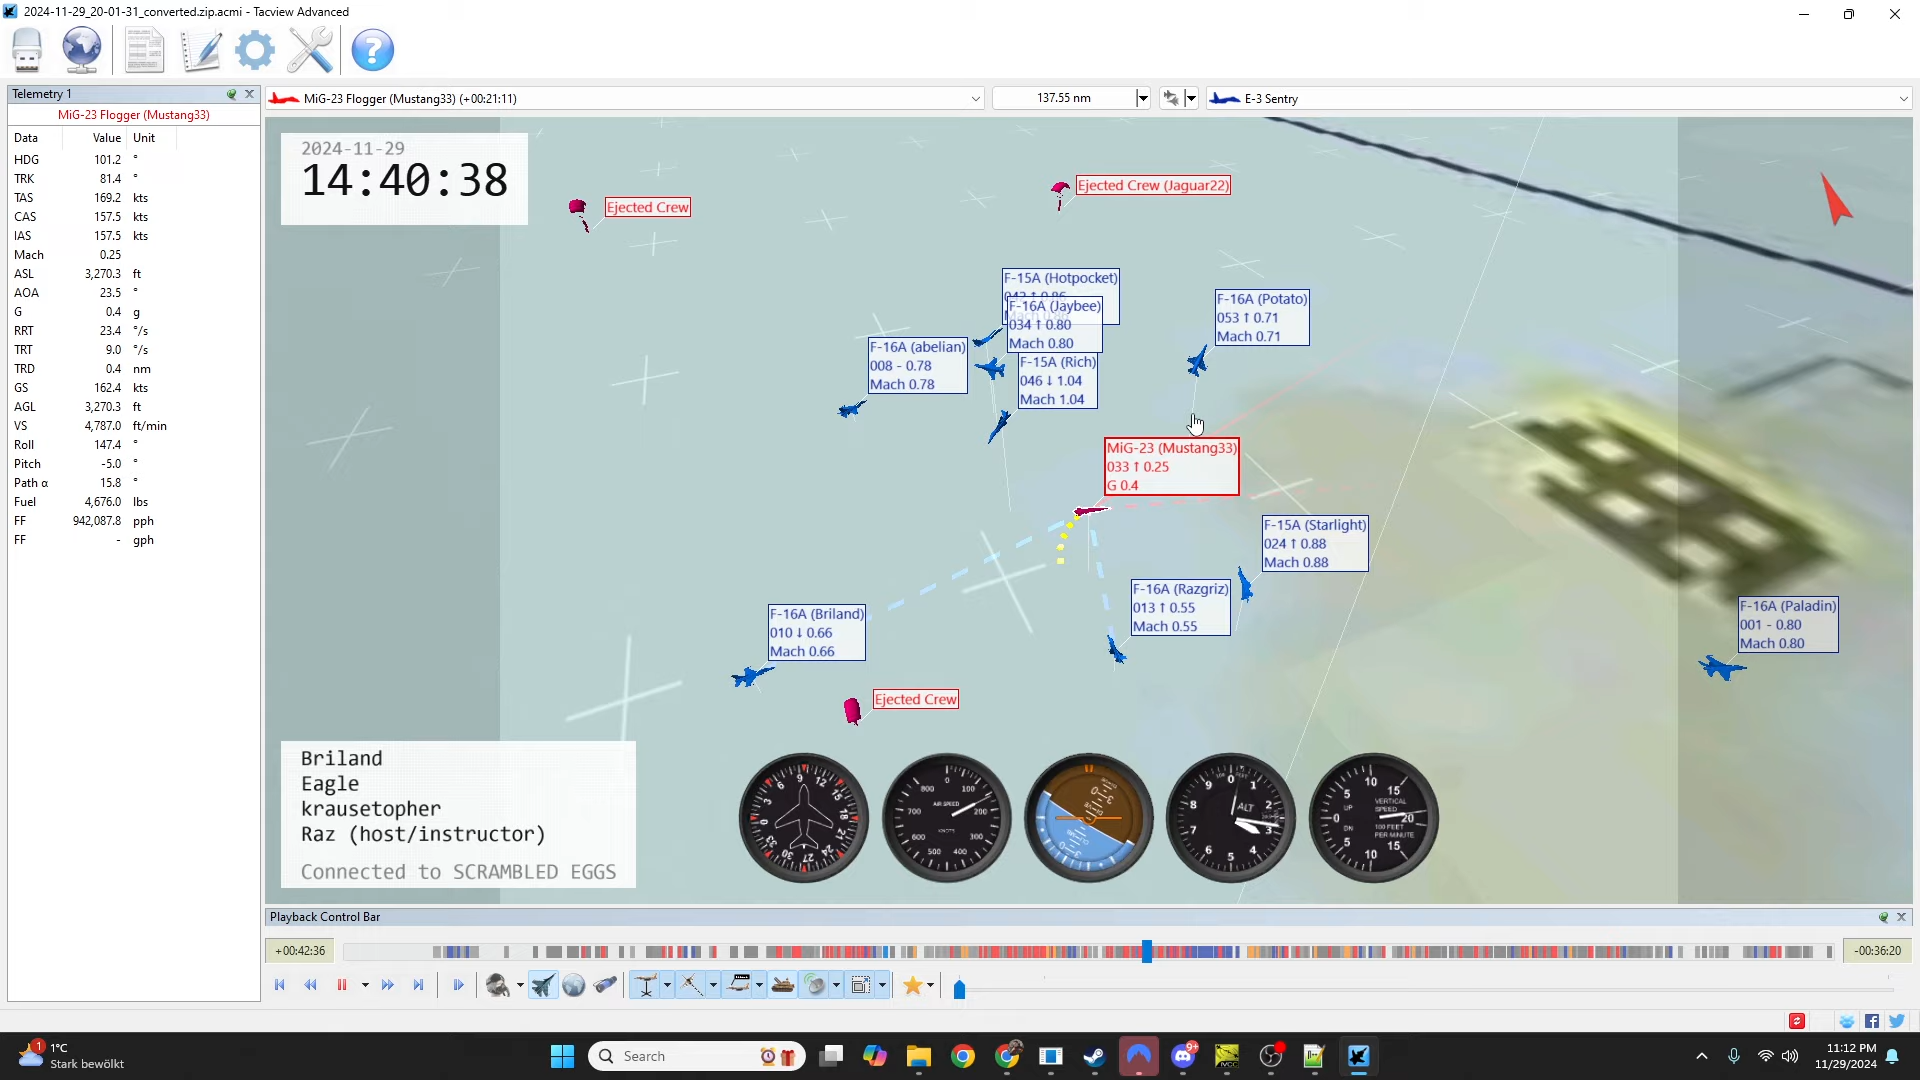 2024-11-29_20-01-31_converted.zip.acmi - Tacview Advanced
Telemetry 1
MiG-23 Flogger (Mustang33)
Data Value Unit
HDG 101.2 °
TRK 81.4 °
TAS 169.2 kts
CAS 157.5 kts
IAS 157.5 kts
Mach 0.25
ASL 3,270.3 ft
AOA 23.5 °
G 0.4 g
RRT 23.4 °/s
TRT 9.0 °/s
TRD 0.4 nm
GS 162.4 kts
AGL 3,270.3 ft
VS 4,787.0 ft/min
Roll 147.4 °
Pitch -5.0 °
Path α 15.8 °
Fuel 4,676.0 lbs
FF 942,087.8 pph
FF - gph
MiG-23 Flogger (Mustang33) (+00:21:11)
137.55 nm
E-3 Sentry
2024-11-29
14:40:38
Ejected Crew
Ejected Crew (Jaguar22)
F-15A (Hotpocket)
F-16A (Jaybee)
034 ↑ 0.80
Mach 0.80
F-16A (Potato)
053 ↑ 0.71
Mach 0.71
F-16A (abelian)
008 - 0.78
Mach 0.78
F-15A (Rich)
046 ↓ 1.04
Mach 1.04
MiG-23 (Mustang33)
033 ↑ 0.25
G 0.4
F-15A (Starlight)
024 ↑ 0.88
Mach 0.88
F-16A (Razgriz)
013 ↑ 0.55
Mach 0.55
F-16A (Briland)
010 ↓ 0.66
Mach 0.66
F-16A (Paladin)
001 - 0.80
Mach 0.80
Ejected Crew
Briland
Eagle
krausetopher
Raz (host/instructor)
Connected to SCRAMBLED EGGS
AIR SPEED
ALT
VERTICAL
SPEED
100 FEET
PER MINUTE
UP
DN
Playback Control Bar
+00:42:36
-00:36:20
1°C
Stark bewölkt
Search
11:12 PM
11/29/2024